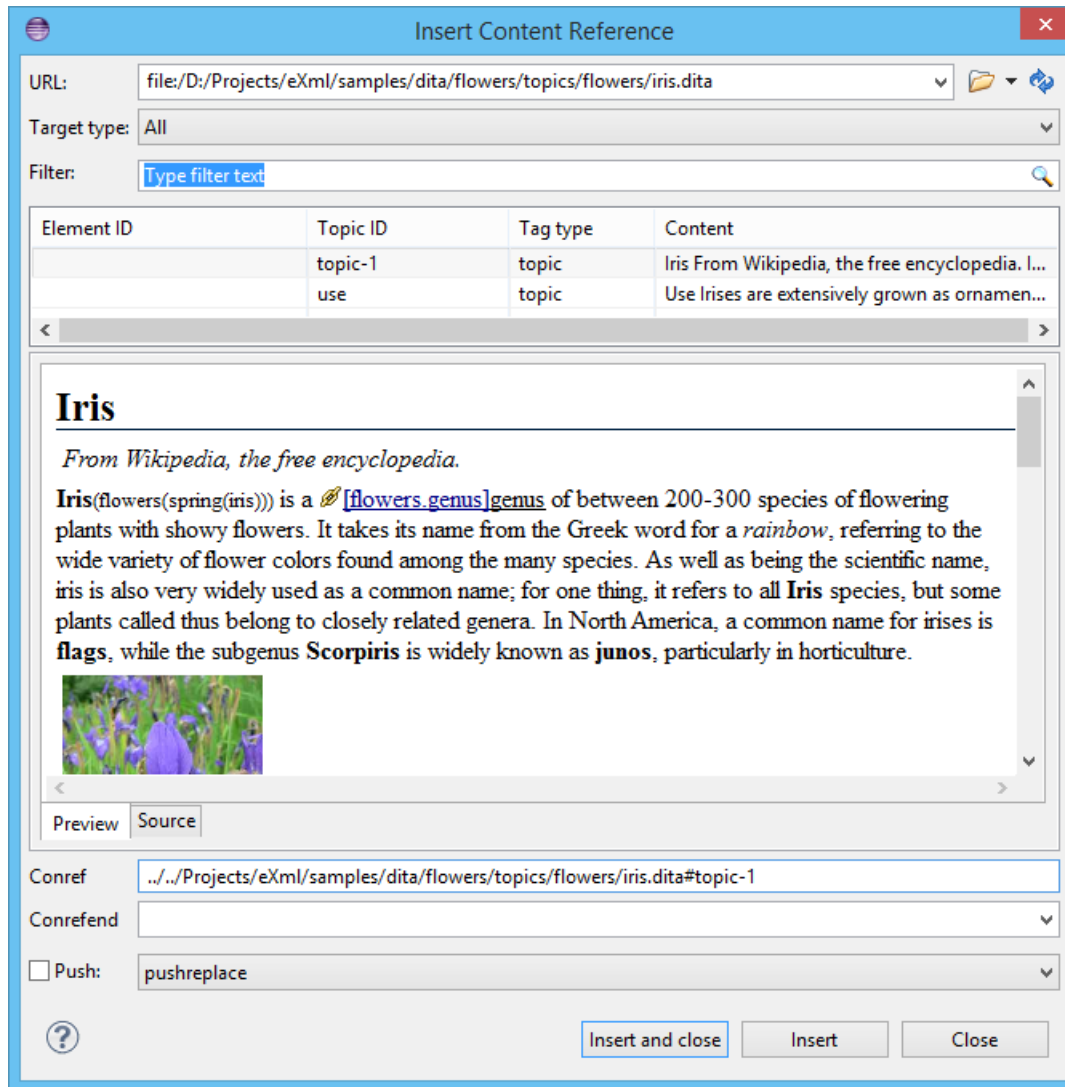 Insert Content Reference
URL: file:/D:/Projects/eXml/samples/dita/flowers/topics/flowers/iris.dita
Target type: All
Filter: Type filter text
Element ID Topic ID Tag type Content
topic-1 topic Iris From Wikipedia, the free encyclopedia. I...
use topic Use Irises are extensively grown as ornamen...
Iris
From Wikipedia, the free encyclopedia.
Iris(flowers(spring(iris))) is a [flowers.genus]genus of between 200-300 species of flowering
plants with showy flowers. It takes its name from the Greek word for a rainbow, referring to the
wide variety of flower colors found among the many species. As well as being the scientific name,
iris is also very widely used as a common name; for one thing, it refers to all Iris species, but some
plants called thus belong to closely related genera. In North America, a common name for irises is
flags, while the subgenus Scorpiris is widely known as junos, particularly in horticulture.
Preview Source
Conref ../../Projects/eXml/samples/dita/flowers/topics/flowers/iris.dita#topic-1
Conrefend
Push: pushreplace
? Insert and close Insert Close